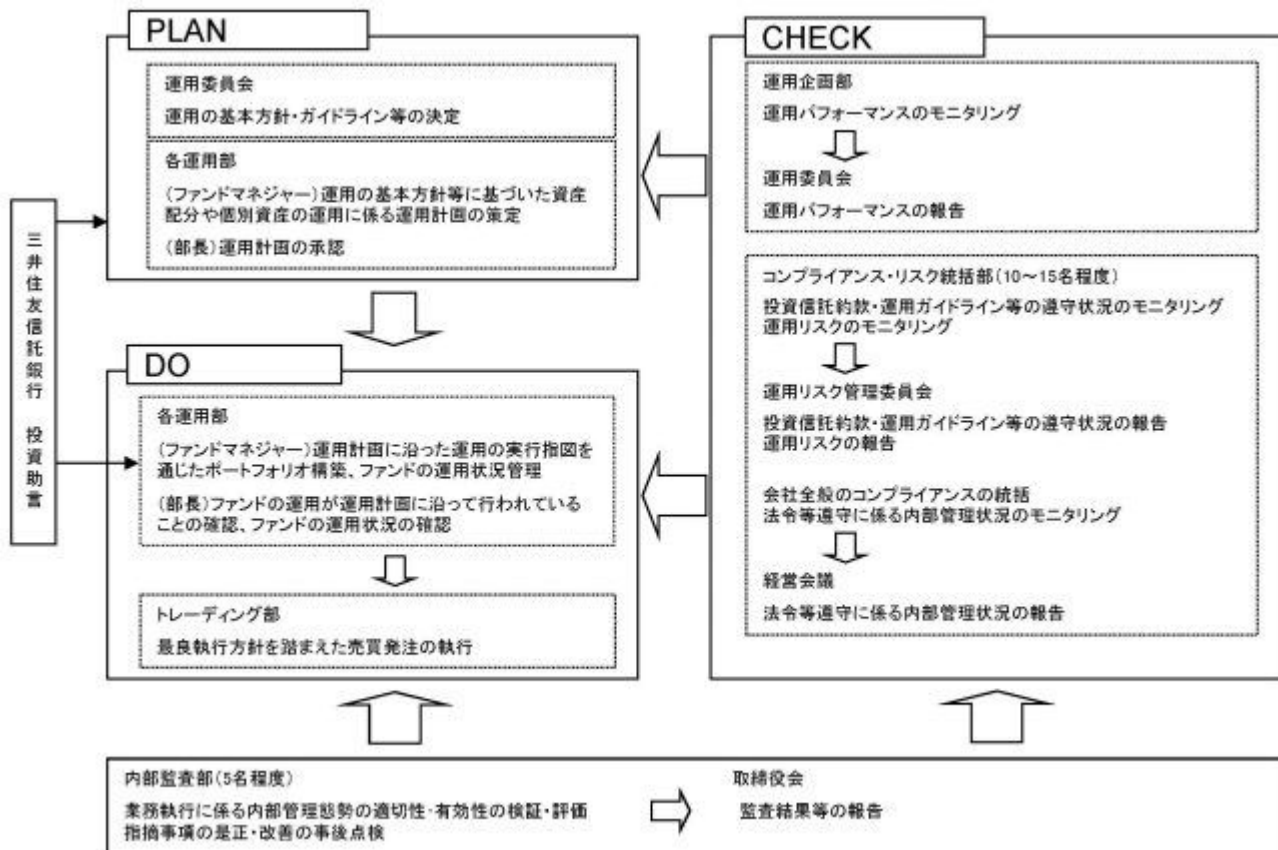 PLAN
運用委員会
運用の基本方針・ガイドライン等の決定
各運用部
(ファンドマネジャー)運用の基本方針等に基づいた資産
配分や個別資産の運用に係る運用計画の策定
(部長)運用計画の承認
三井住友信託銀行 投資助言
DO
各運用部
(ファンドマネジャー)運用計画に沿った運用の実行指図を
通じたポートフォリオ構築、ファンドの運用状況管理
(部長)ファンドの運用が運用計画に沿って行われている
ことの確認、ファンドの運用状況の確認
トレーディング部
最良執行方針を踏まえた売買発注の執行
CHECK
運用企画部
運用パフォーマンスのモニタリング
運用委員会
運用パフォーマンスの報告
コンプライアンス・リスク統括部(10～15名程度)
投資信託約款・運用ガイドライン等の遵守状況のモニタリング
運用リスクのモニタリング
運用リスク管理委員会
投資信託約款・運用ガイドライン等の遵守状況の報告
運用リスクの報告
会社全般のコンプライアンスの統括
法令等遵守に係る内部管理状況のモニタリング
経営会議
法令等遵守に係る内部管理状況の報告
内部監査部(5名程度)
業務執行に係る内部管理態勢の適切性・有効性の検証・評価
指摘事項の是正・改善の事後点検
取締役会
監査結果等の報告